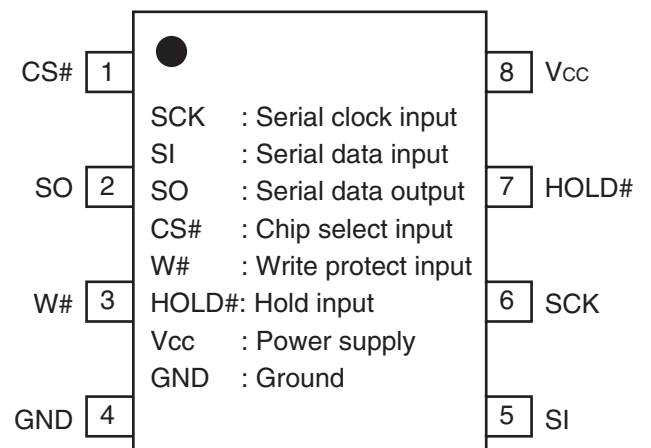 CS# 1
SO 2
W# 3
GND 4
SCK : Serial clock input
SI : Serial data input
SO : Serial data output
CS# : Chip select input
W# : Write protect input
HOLD#: Hold input
Vcc : Power supply
GND : Ground
8 VCC
7 HOLD#
6 SCK
5 SI